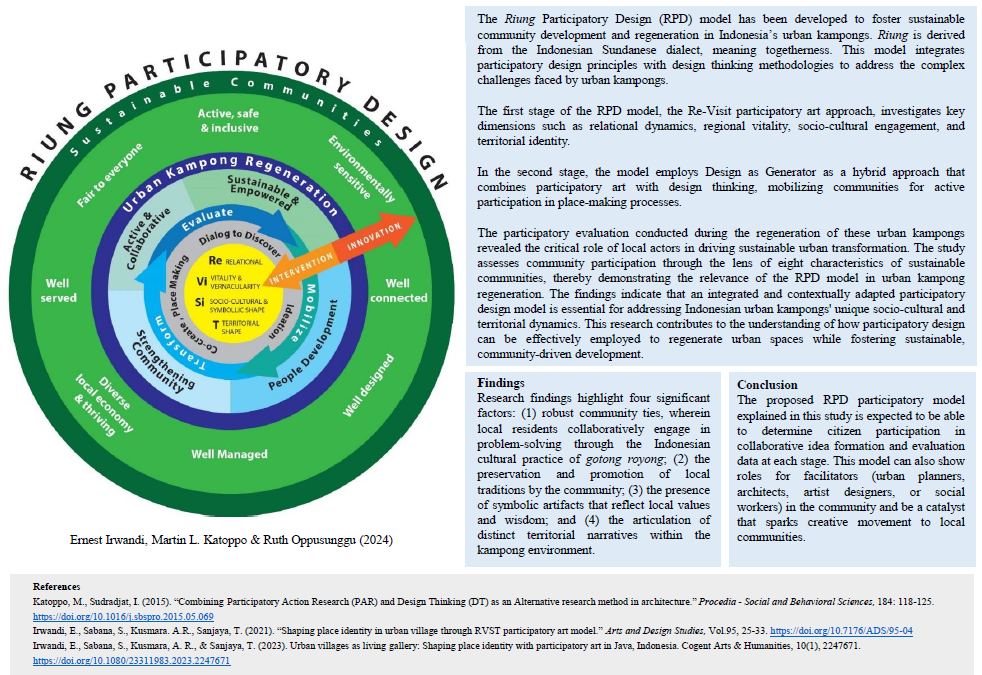 RIUNG PARTICIPATORY DESIGN
Sustainable Communities
Active, safe
& inclusive
Fair to everyone
Environmentally
sensitive
Urban Kampong Regeneration
Sustainable &
Empowered
Active &
Collaborative
Evaluate
Dialog to Discover
INTERVENTION
INNOVATION
Re RELATIONAL
Vi VITALITY &
VERNACULARITY
Si SOCIO-CULTURAL &
SYMBOLLIC SHAPE
T TERRITORIAL
SHAPE
Well
served
Well
connected
Co-create, Place Making
Ideation
Mobilize
Transform
Strengthening
Community
People Development
Diverse
local economy
& thriving
Well designed
Well Managed
Ernest Irwandi, Martin L. Katoppo & Ruth Oppusunggu (2024)
The Riung Participatory Design (RPD) model has been developed to foster sustainable
community development and regeneration in Indonesia's urban kampongs. Riung is derived
from the Indonesian Sundanese dialect, meaning togetherness. This model integrates
participatory design principles with design thinking methodologies to address the complex
challenges faced by urban kampongs.
The first stage of the RPD model, the Re-Visit participatory art approach, investigates key
dimensions such as relational dynamics, regional vitality, socio-cultural engagement, and
territorial identity.
In the second stage, the model employs Design as Generator as a hybrid approach that
combines participatory art with design thinking, mobilizing communities for active
participation in place-making processes.
The participatory evaluation conducted during the regeneration of these urban kampongs
revealed the critical role of local actors in driving sustainable urban transformation. The study
assesses community participation through the lens of eight characteristics of sustainable
communities, thereby demonstrating the relevance of the RPD model in urban kampong
regeneration. The findings indicate that an integrated and contextually adapted participatory
design model is essential for addressing Indonesian urban kampongs' unique socio-cultural and
territorial dynamics. This research contributes to the understanding of how participatory design
can be effectively employed to regenerate urban spaces while fostering sustainable,
community-driven development.
Findings
Research findings highlight four significant
factors: (1) robust community ties, wherein
local residents collaboratively engage in
problem-solving through the Indonesian
cultural practice of gotong royong; (2) the
preservation and promotion of local
traditions by the community; (3) the presence
of symbolic artifacts that reflect local values
and wisdom; and (4) the articulation of
distinct territorial narratives within the
kampong environment.
Conclusion
The proposed RPD participatory model
explained in this study is expected to be able
to determine citizen participation in
collaborative idea formation and evaluation
data at each stage. This model can also show
roles for facilitators (urban planners,
architects, artist designers, or social
workers) in the community and be a catalyst
that sparks creative movement to local
communities.
References
Katoppo, M., Sudradjat, I. (2015). “Combining Participatory Action Research (PAR) and Design Thinking (DT) as an Alternative research method in architecture.” Procedia - Social and Behavioral Sciences, 184: 118-125.
https://doi.org/10.1016/j.sbspro.2015.05.069
Irwandi, E., Sabana, S., Kusmara. A.R., Sanjaya, T. (2021). “Shaping place identity in urban village through RVST participatory art model.” Arts and Design Studies, Vol.95, 25-33. https://doi.org/10.7176/ADS/95-04
Irwandi, E., Sabana, S., Kusmara, A. R., & Sanjaya, T. (2023). Urban villages as living gallery: Shaping place identity with participatory art in Java, Indonesia. Cogent Arts & Humanities, 10(1), 2247671.
https://doi.org/10.1080/23311983.2023.2247671